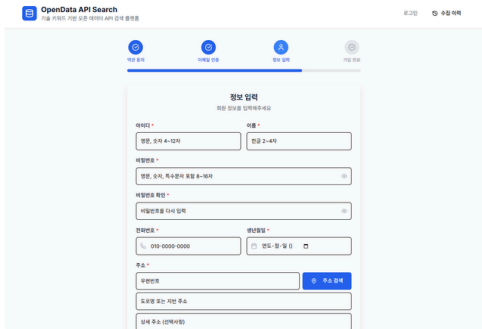 OpenData API Search
기술 키워드 기반 오픈 데이터 API 검색 플랫폼
로그인 수집 이력
약관 동의 이메일 인증 정보 입력 가입 완료
정보 입력
회원 정보를 입력해주세요
아이디 * 이름 *
영문, 숫자 4~12자 한글 2~4자
비밀번호 *
영문, 숫자, 특수문자 포함 8~16자
비밀번호 확인 *
비밀번호를 다시 입력
전화번호 * 생년월일 *
010-0000-0000 연도-월-일 ()
주소 *
우편번호 주소 검색
도로명 또는 지번 주소
상세 주소 (선택사항)